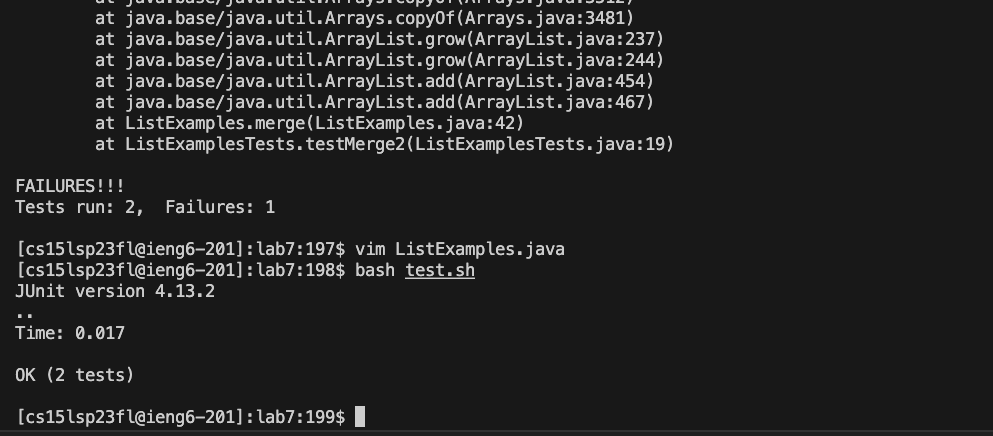 at java.base/java.util.Arrays.copyOf(Arrays.java:3512)
at java.base/java.util.Arrays.copyOf(Arrays.java:3481)
at java.base/java.util.ArrayList.grow(ArrayList.java:237)
at java.base/java.util.ArrayList.grow(ArrayList.java:244)
at java.base/java.util.ArrayList.add(ArrayList.java:454)
at java.base/java.util.ArrayList.add(ArrayList.java:467)
at ListExamples.merge(ListExamples.java:42)
at ListExamplesTests.testMerge2(ListExamplesTests.java:19)
FAILURES!!!
Tests run: 2,  Failures: 1
[cs15lsp23fl@ieng6-201]:lab7:197$ vim ListExamples.java
[cs15lsp23fl@ieng6-201]:lab7:198$ bash test.sh
JUnit version 4.13.2
..
Time: 0.017
OK (2 tests)
[cs15lsp23fl@ieng6-201]:lab7:199$